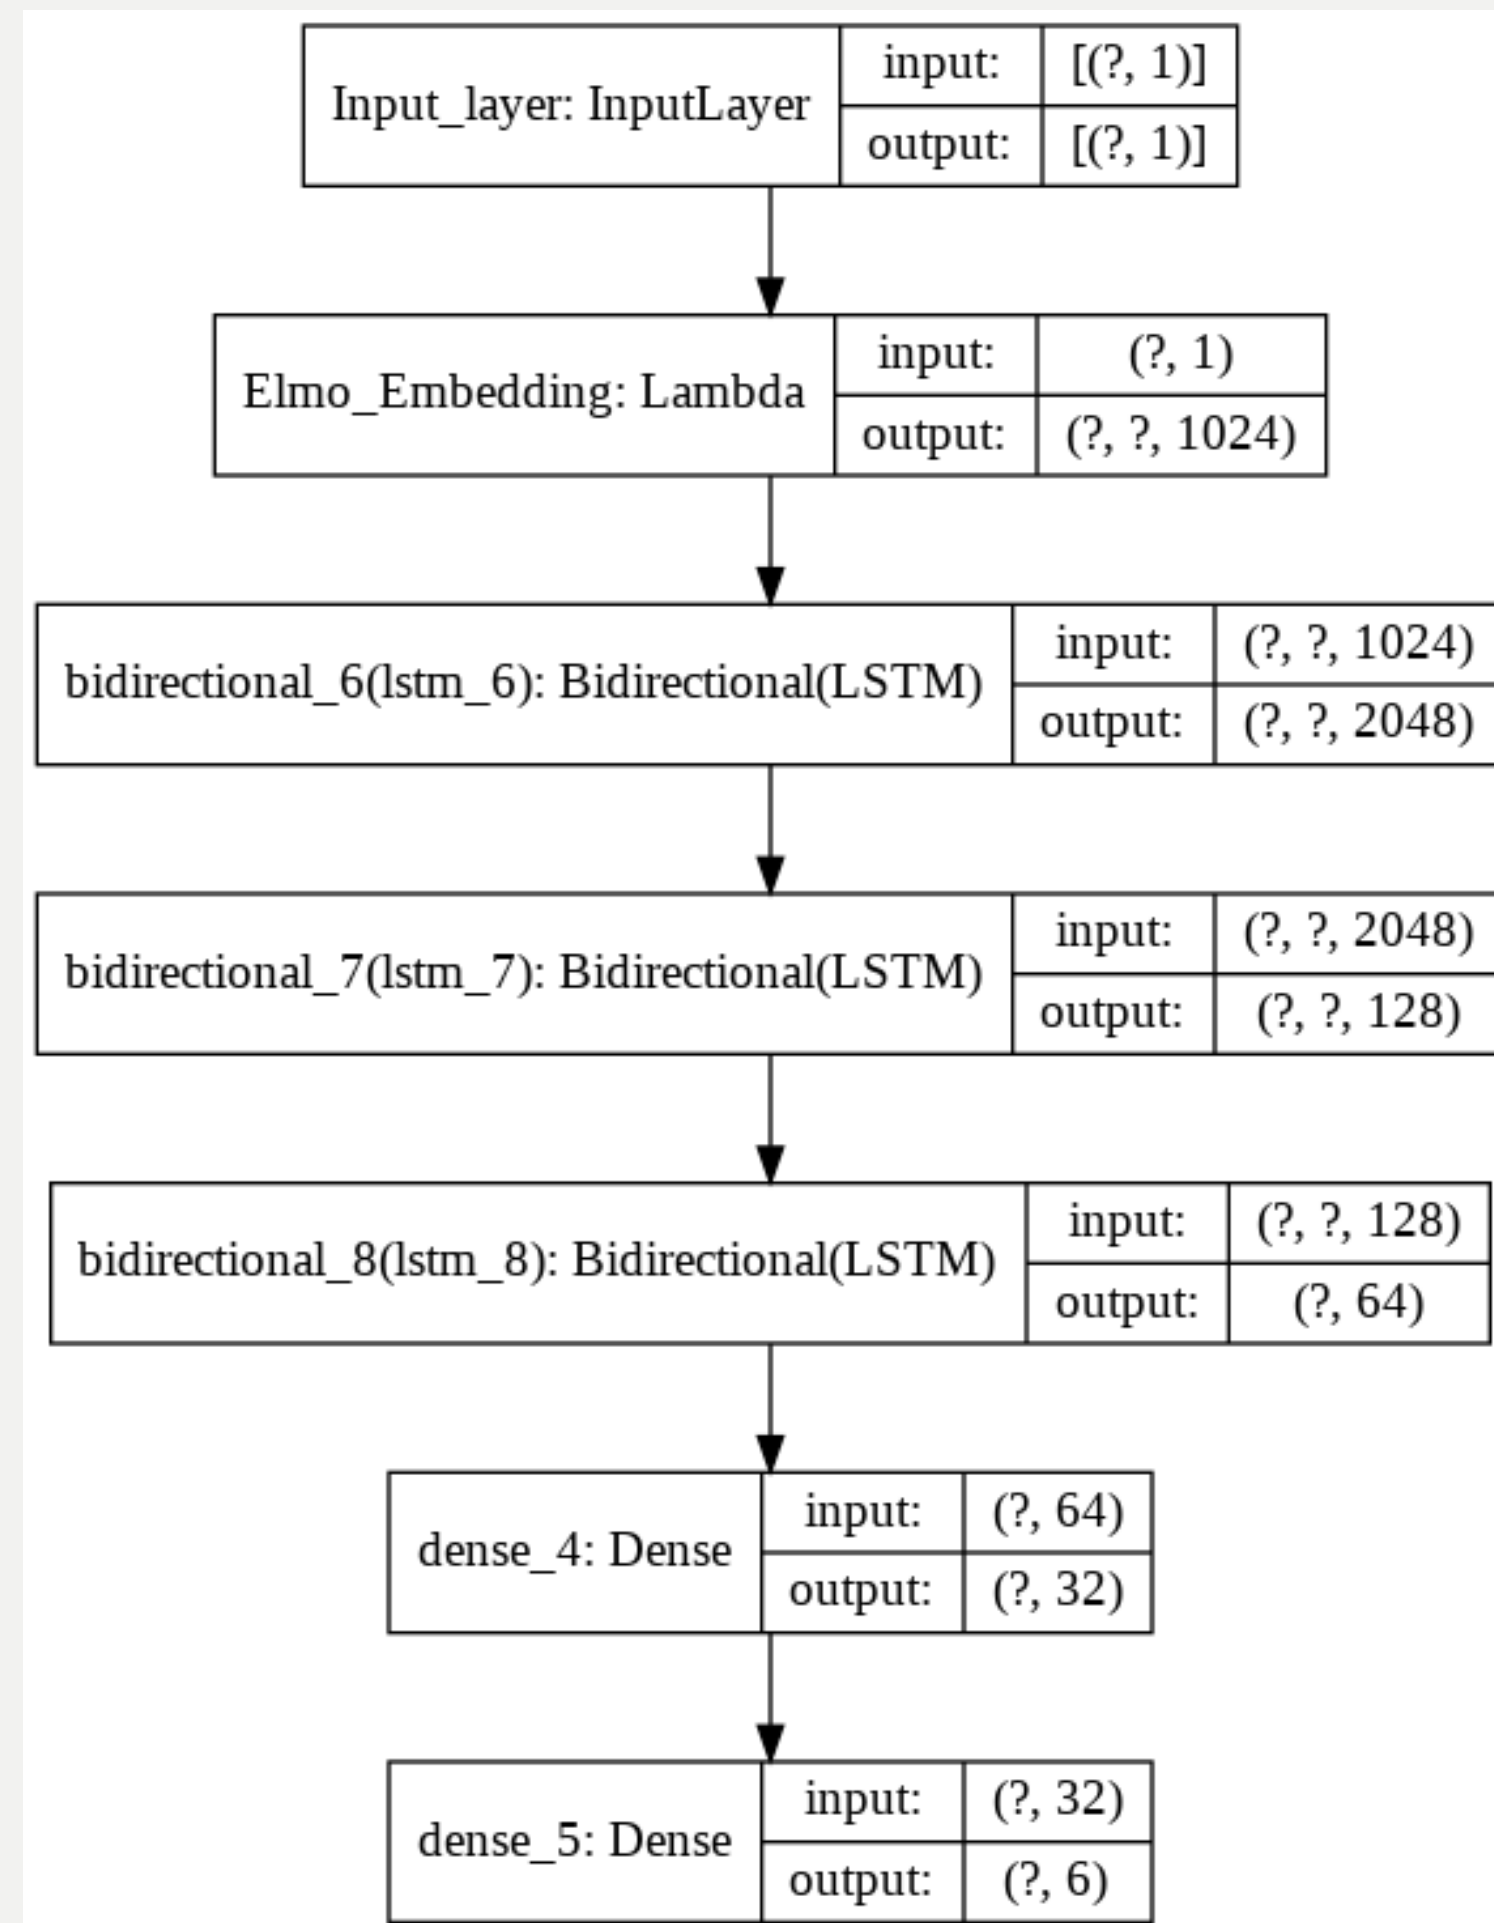 Input_layer: InputLayer
input: [(?, 1)]
output: [(?, 1)]
Elmo_Embedding: Lambda
input: (?, 1)
output: (?, ?, 1024)
bidirectional_6(lstm_6): Bidirectional(LSTM)
input: (?, ?, 1024)
output: (?, ?, 2048)
bidirectional_7(lstm_7): Bidirectional(LSTM)
input: (?, ?, 2048)
output: (?, ?, 128)
bidirectional_8(lstm_8): Bidirectional(LSTM)
input: (?, ?, 128)
output: (?, 64)
dense_4: Dense
input: (?, 64)
output: (?, 32)
dense_5: Dense
input: (?, 32)
output: (?, 6)